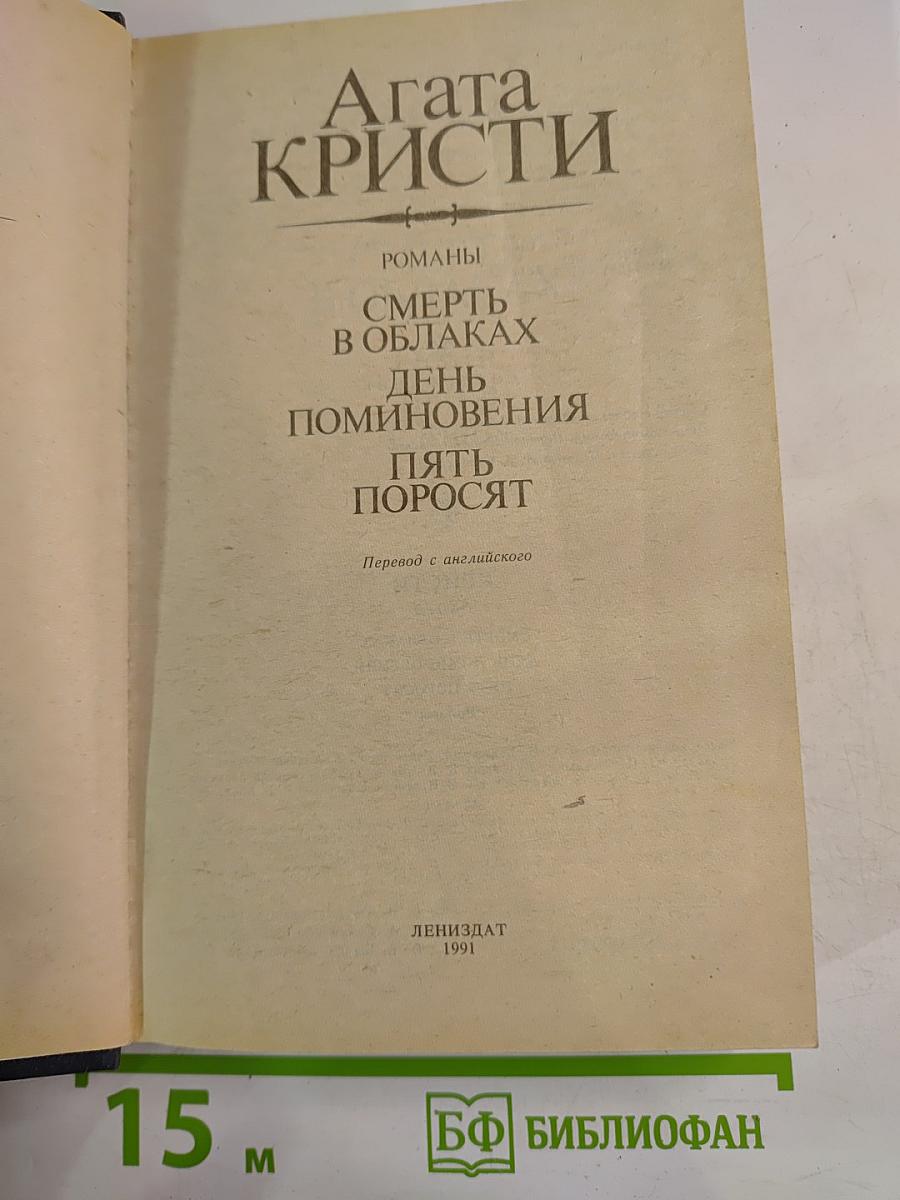 Агата
КРИСТИ
РОМАНЫ
СМЕРТЬ
В ОБЛАКАХ
ДЕНЬ
ПОМИНОВЕНИЯ
ПЯТЬ
ПОРОСЯТ
Перевод с английского
ЛЕНИЗДАТ
1991
15 м
БФ БИБЛИОФАН